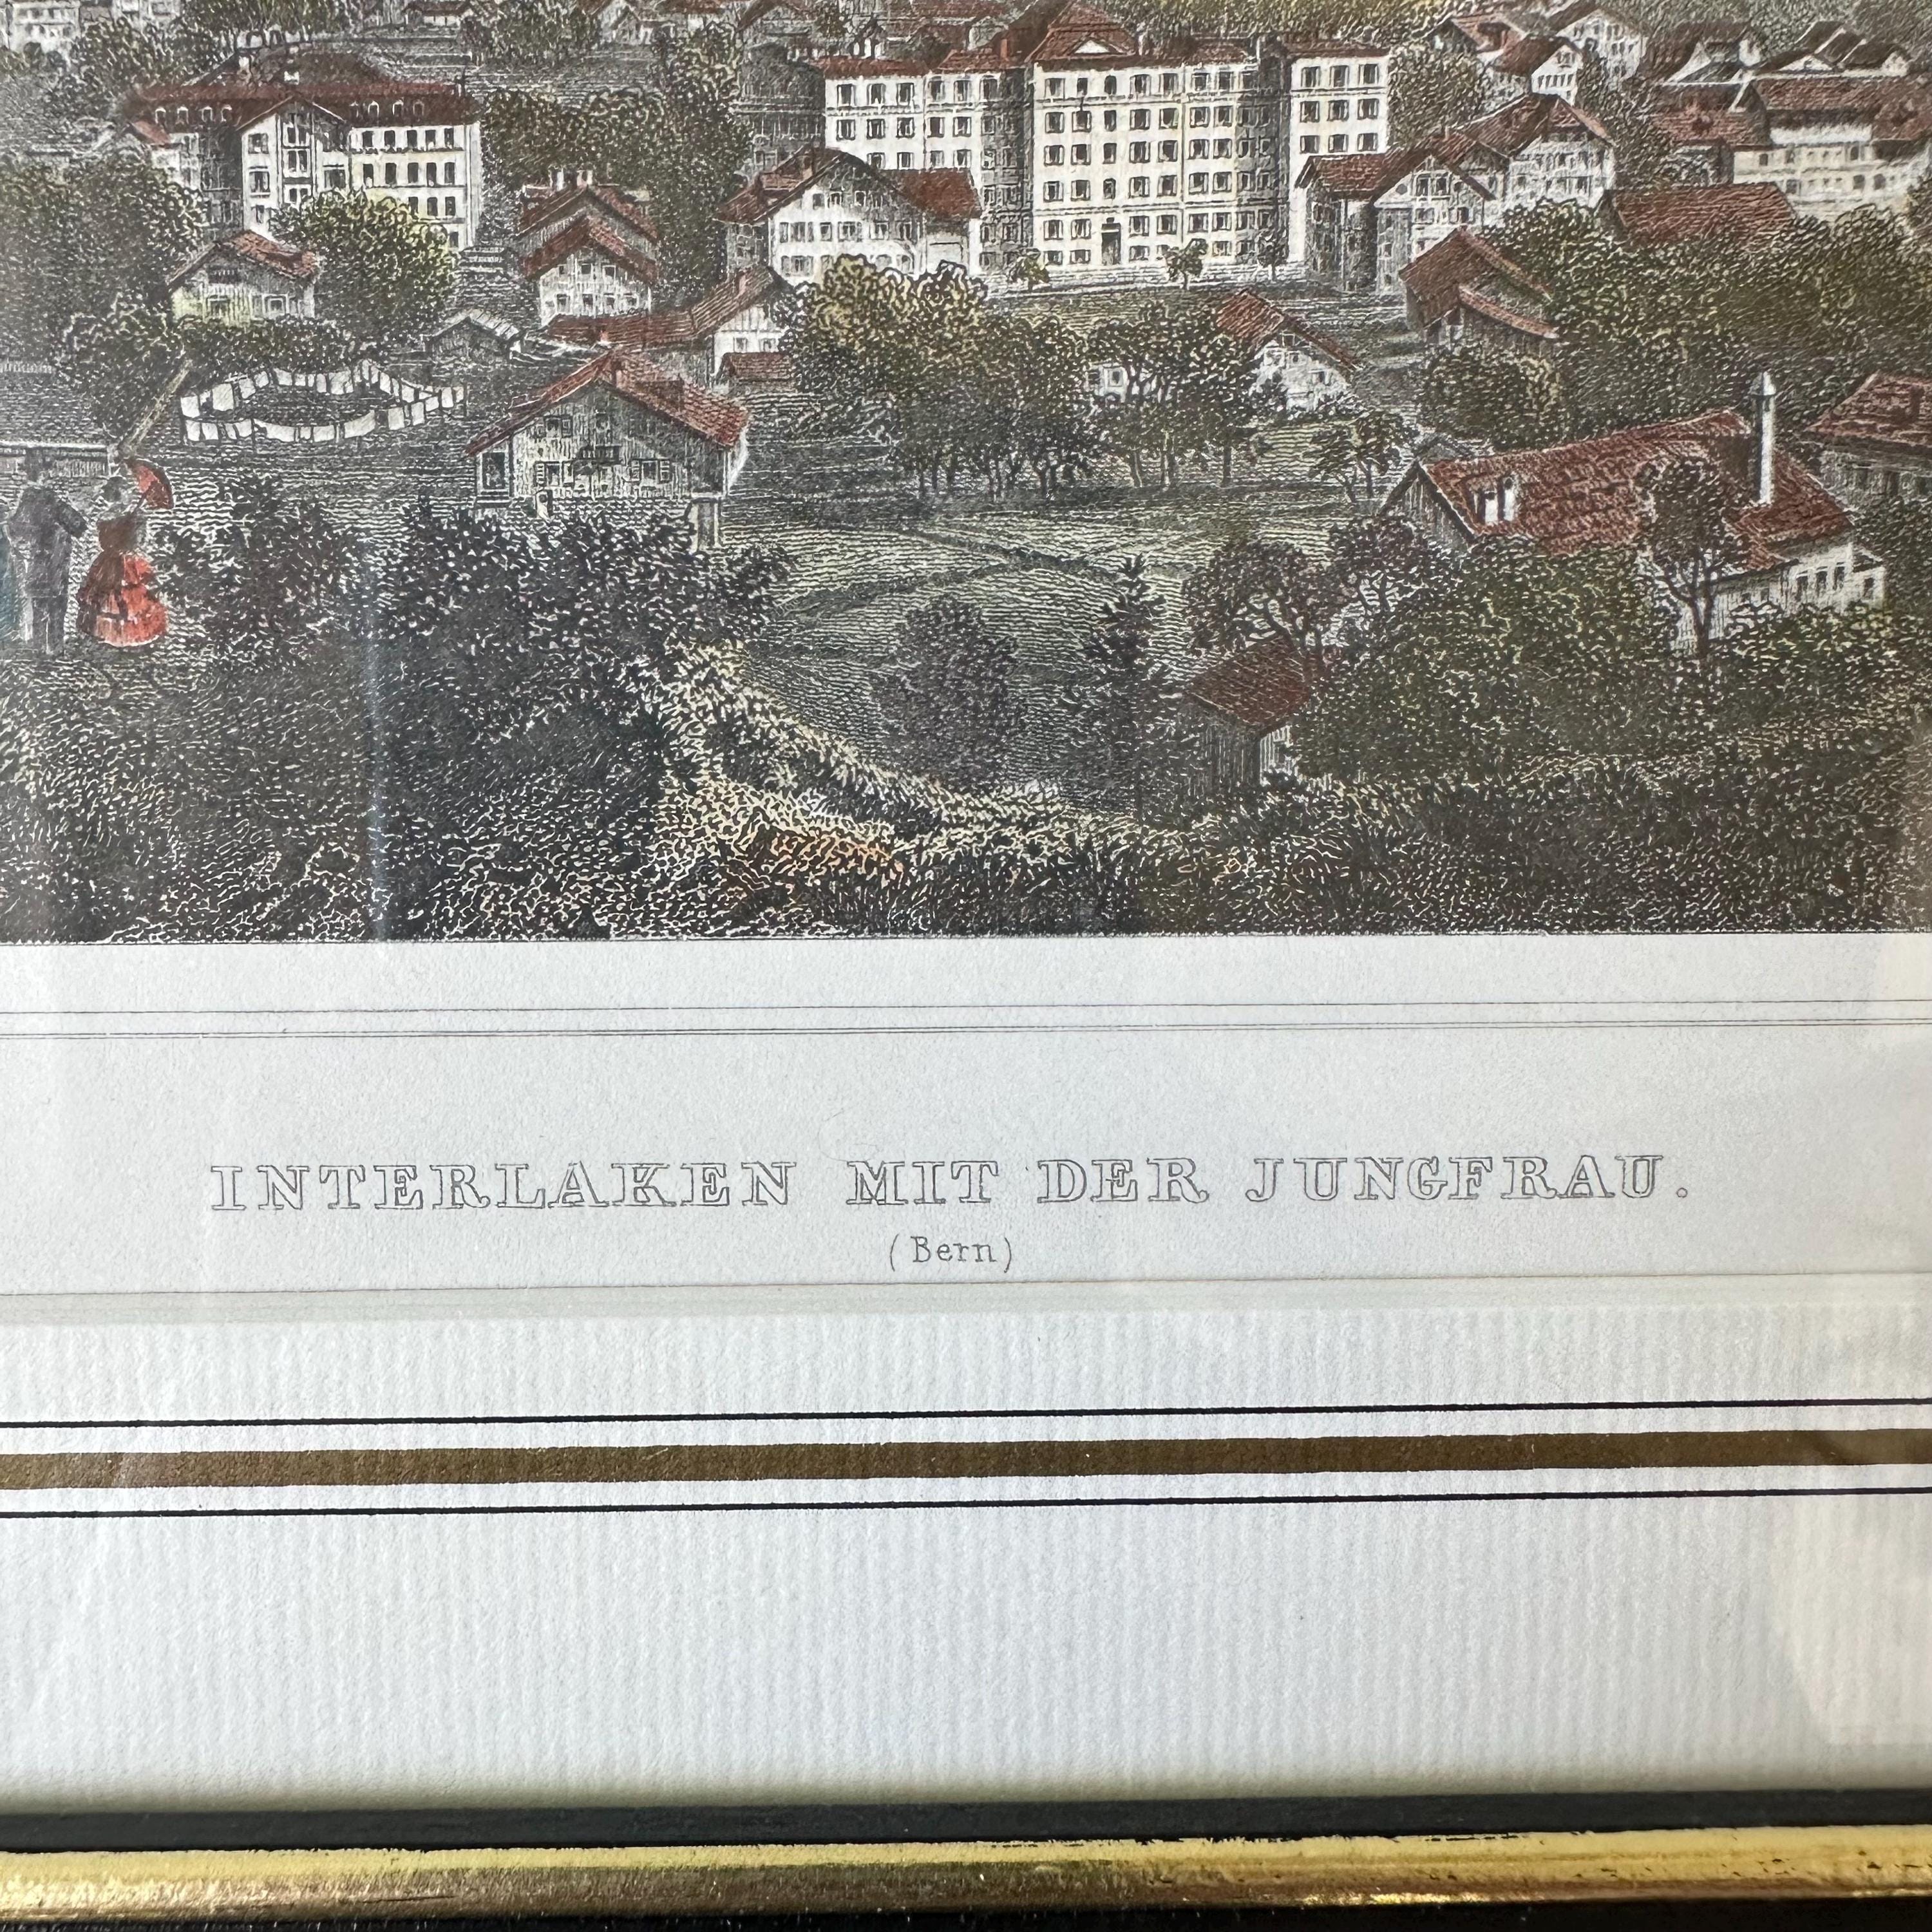 INTERLAKEN MIT DER JUNGFRAU.
(Bern)